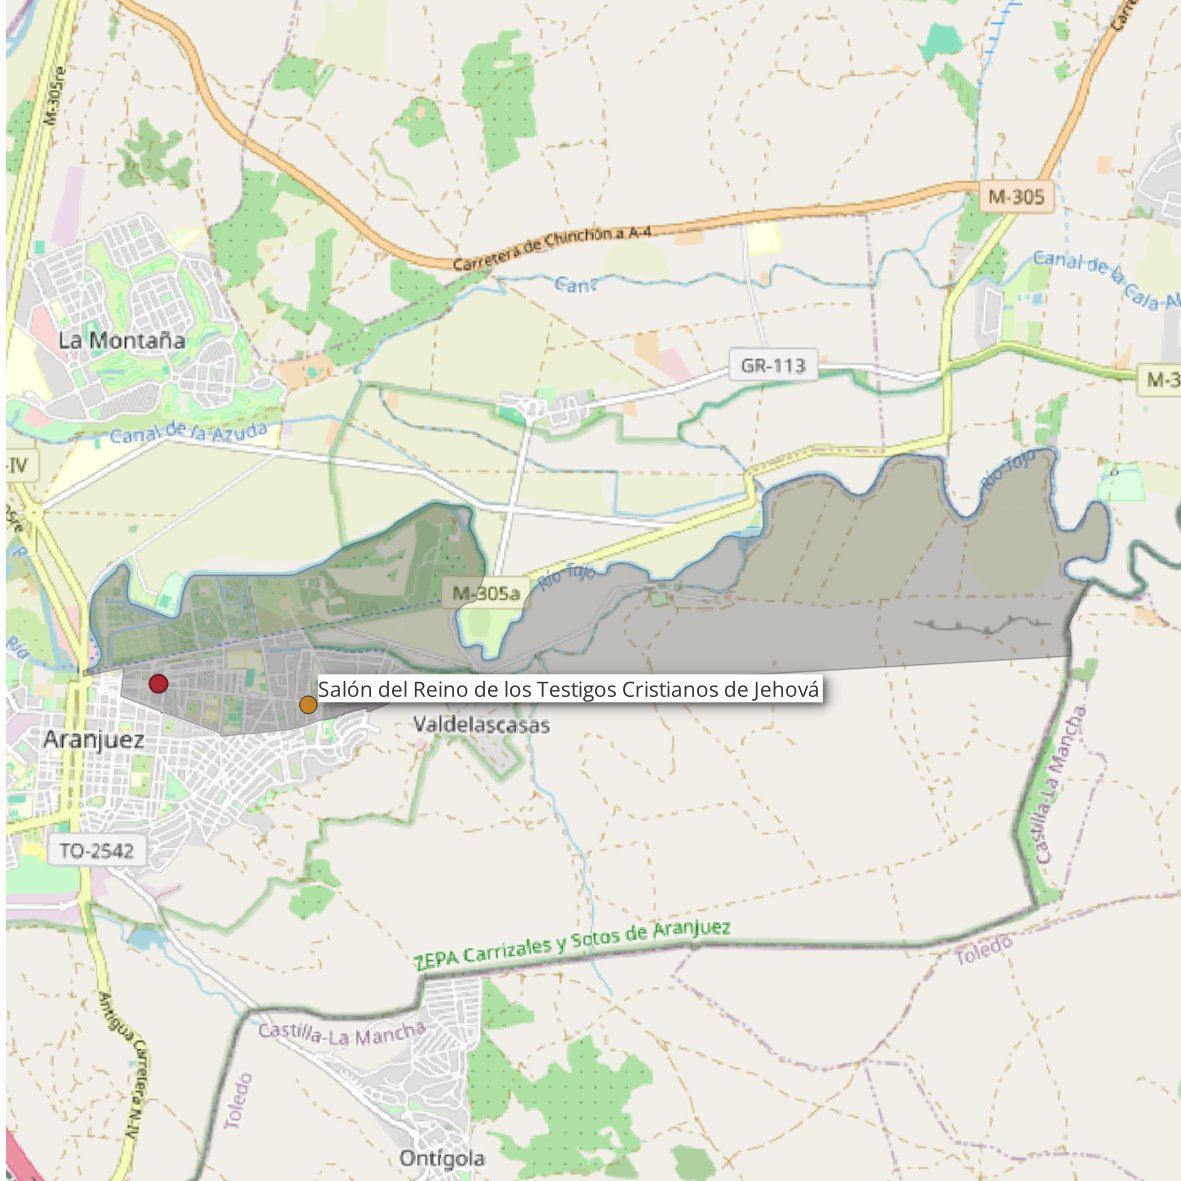 Carre
M-305re
M-305
Carretera de Chinchón a A-4
Can?
Canal de la Cala Al
La Montaña
GR-113
M-3
Canal de la Azuda
-IV
Río Tajo
M-305a
Río Tajo
Ría
Salón del Reino de los Testigos Cristianos de Jehová
Valdelascasas
Aranjuez
Castilla-La Mancha
TO-2542
ZEPA Carrizales y Sotos de Aranjuez
Toledo
Castilla-La Mancha
Antigua Carretera N-IV
Toledo
Ontígola